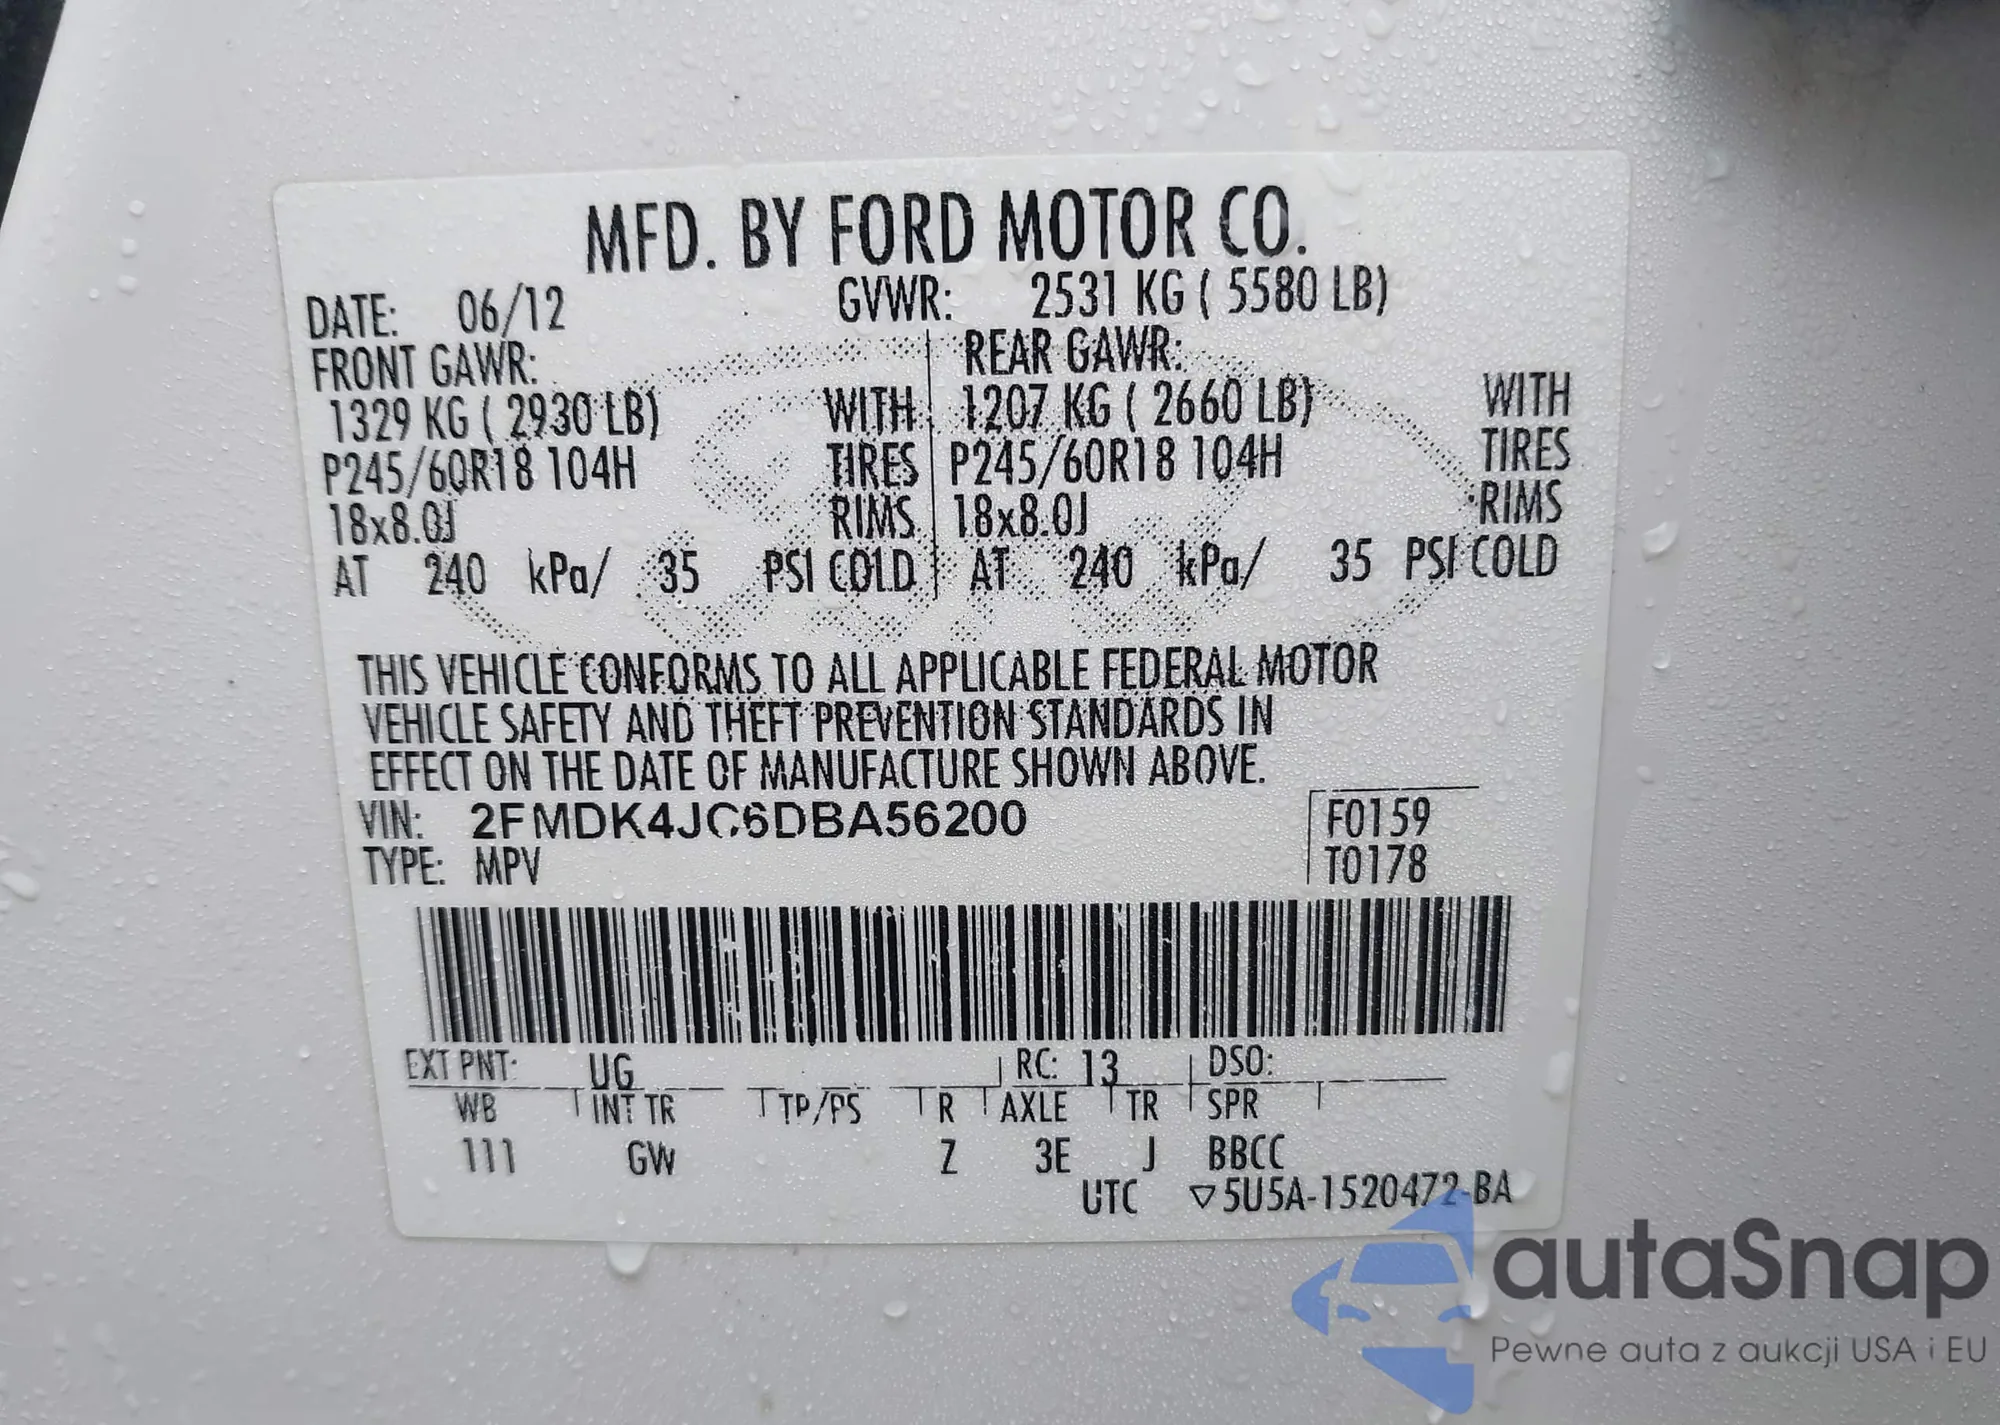 MFD. BY FORD MOTOR CO.
DATE: 06/12 GVWR: 2531 KG ( 5580 LB)
FRONT GAWR: REAR GAWR:
1329 KG ( 2930 LB) WITH 1207 KG ( 2660 LB) WITH
P245/60R18 104H TIRES P245/60R18 104H TIRES
18x8.0J RIMS 18x8.0J RIMS
AT 240 kPa/ 35 PSI COLD AT 240 kPa/ 35 PSI COLD
THIS VEHICLE CONFORMS TO ALL APPLICABLE FEDERAL MOTOR
VEHICLE SAFETY AND THEFT PREVENTION STANDARDS IN
EFFECT ON THE DATE OF MANUFACTURE SHOWN ABOVE.
VIN: 2FMDK4JC6DBA56200 F0159
TYPE: MPV T0178
EXT PNT: UG RC: 13 DSO:
WB INT TR TP/PS R AXLE TR SPR
111 GW Z 3E J BBCC
UTC ▽5U5A-1520472-BA
autaSnap
Pewne auta z aukcji USA i EU